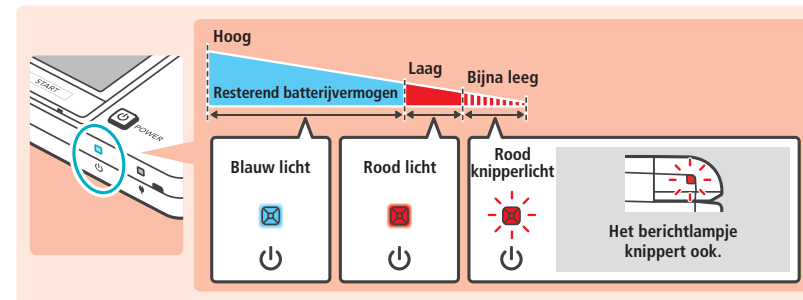 Hoog
Laag
Bijna leeg
Resterend batterijvermogen
START
POWER
Blauw licht
Rood licht
Rood
knipperlicht
Het berichtlampje
knippert ook.